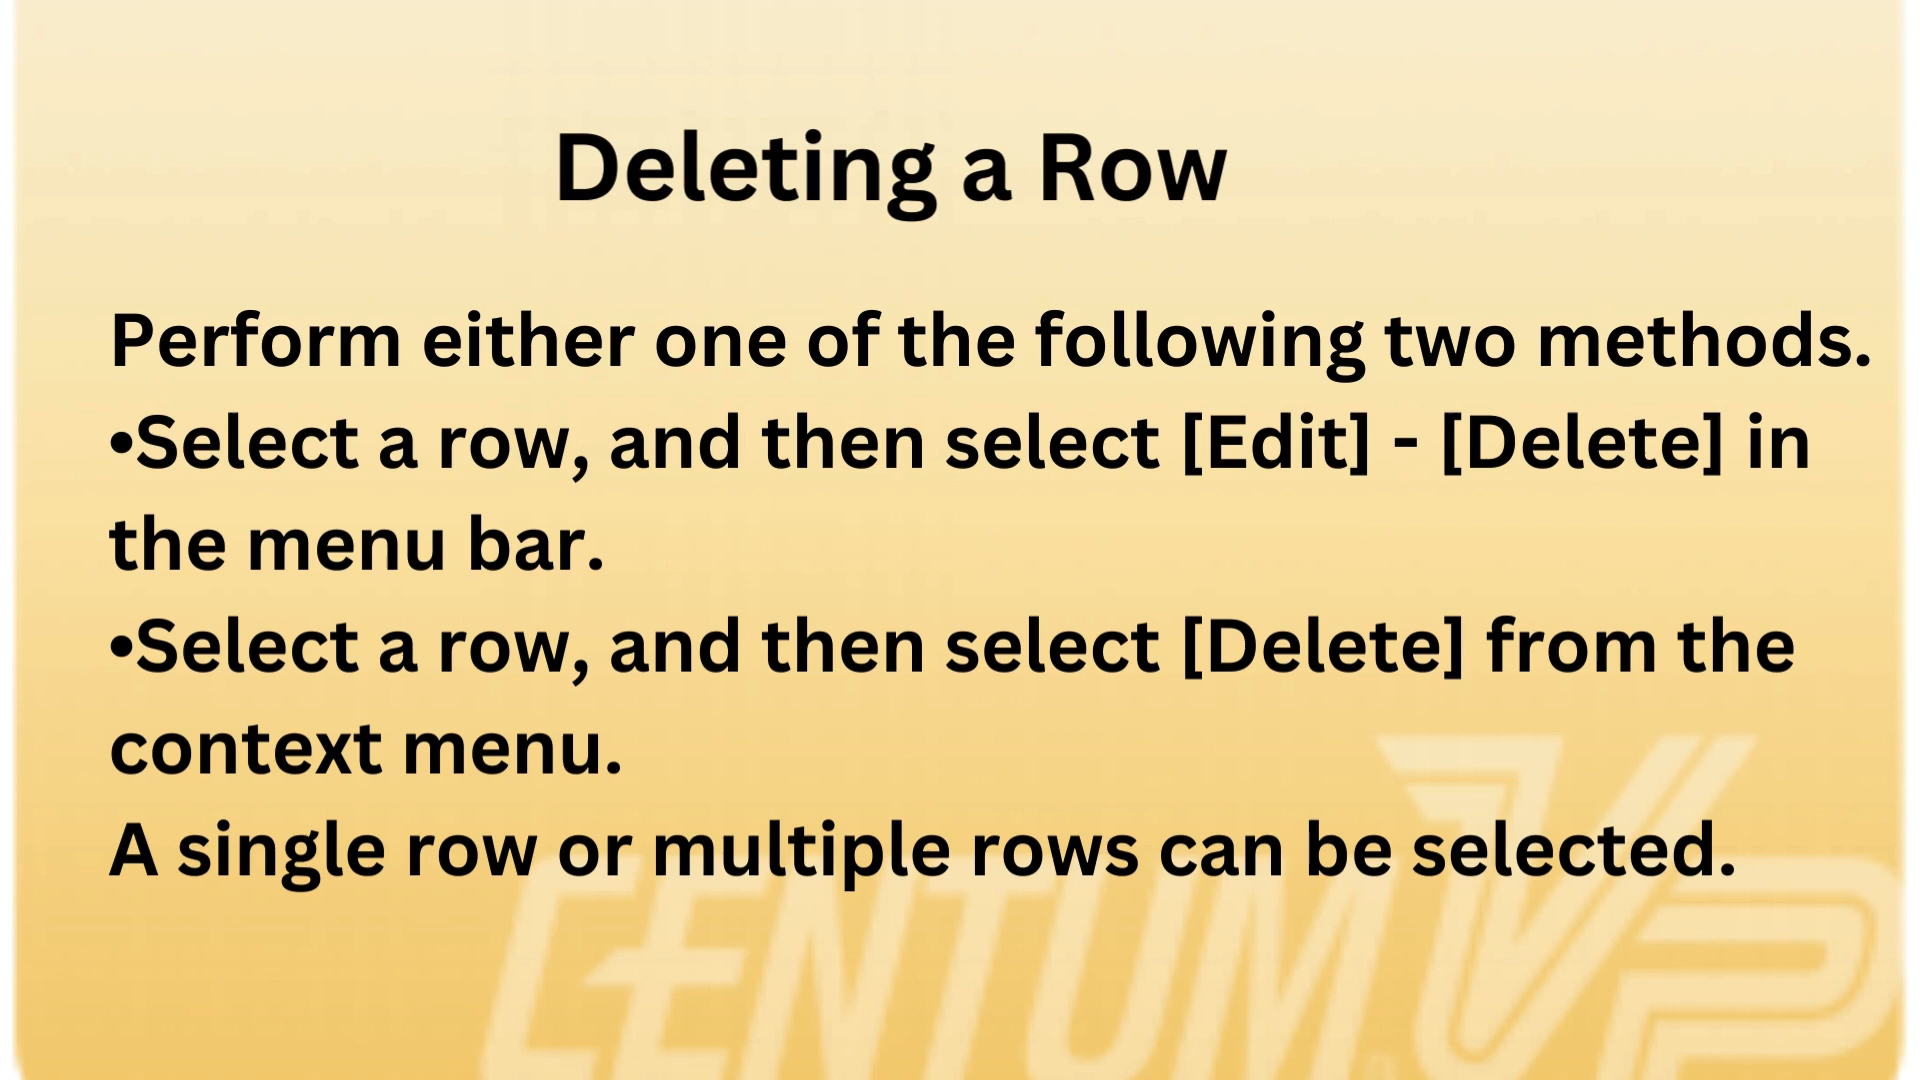 Deleting a Row
Perform either one of the following two methods.
•Select a row, and then select [Edit] - [Delete] in
the menu bar.
•Select a row, and then select [Delete] from the
context menu.
A single row or multiple rows can be selected.
CENTUM VP